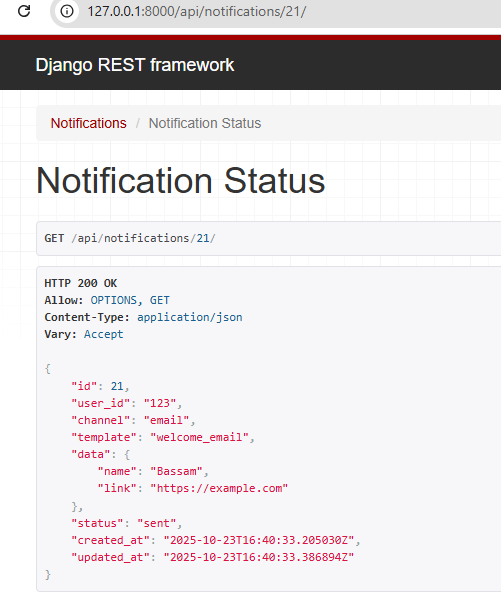 127.0.0.1:8000/api/notifications/21/
Django REST framework
Notifications / Notification Status
Notification Status
GET /api/notifications/21/
HTTP 200 OK
Allow: OPTIONS, GET
Content-Type: application/json
Vary: Accept
{
    "id": 21,
    "user_id": "123",
    "channel": "email",
    "template": "welcome_email",
    "data": {
        "name": "Bassam",
        "link": "https://example.com"
    },
    "status": "sent",
    "created_at": "2025-10-23T16:40:33.205030Z",
    "updated_at": "2025-10-23T16:40:33.386894Z"
}